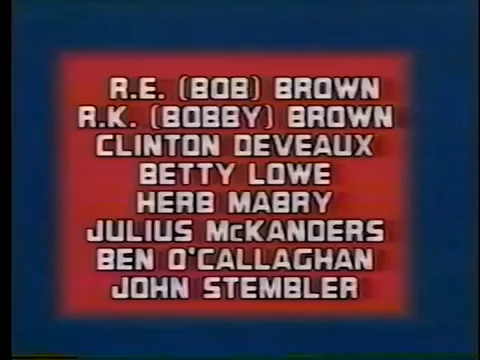 R.E. (BOB) BROWN
R.K. (BOBBY) BROWN
CLINTON DEVEAUX
BETTY LOWE
HERB MABRY
JULIUS McKANDERS
BEN O'CALLAGHAN
JOHN STEMBLER